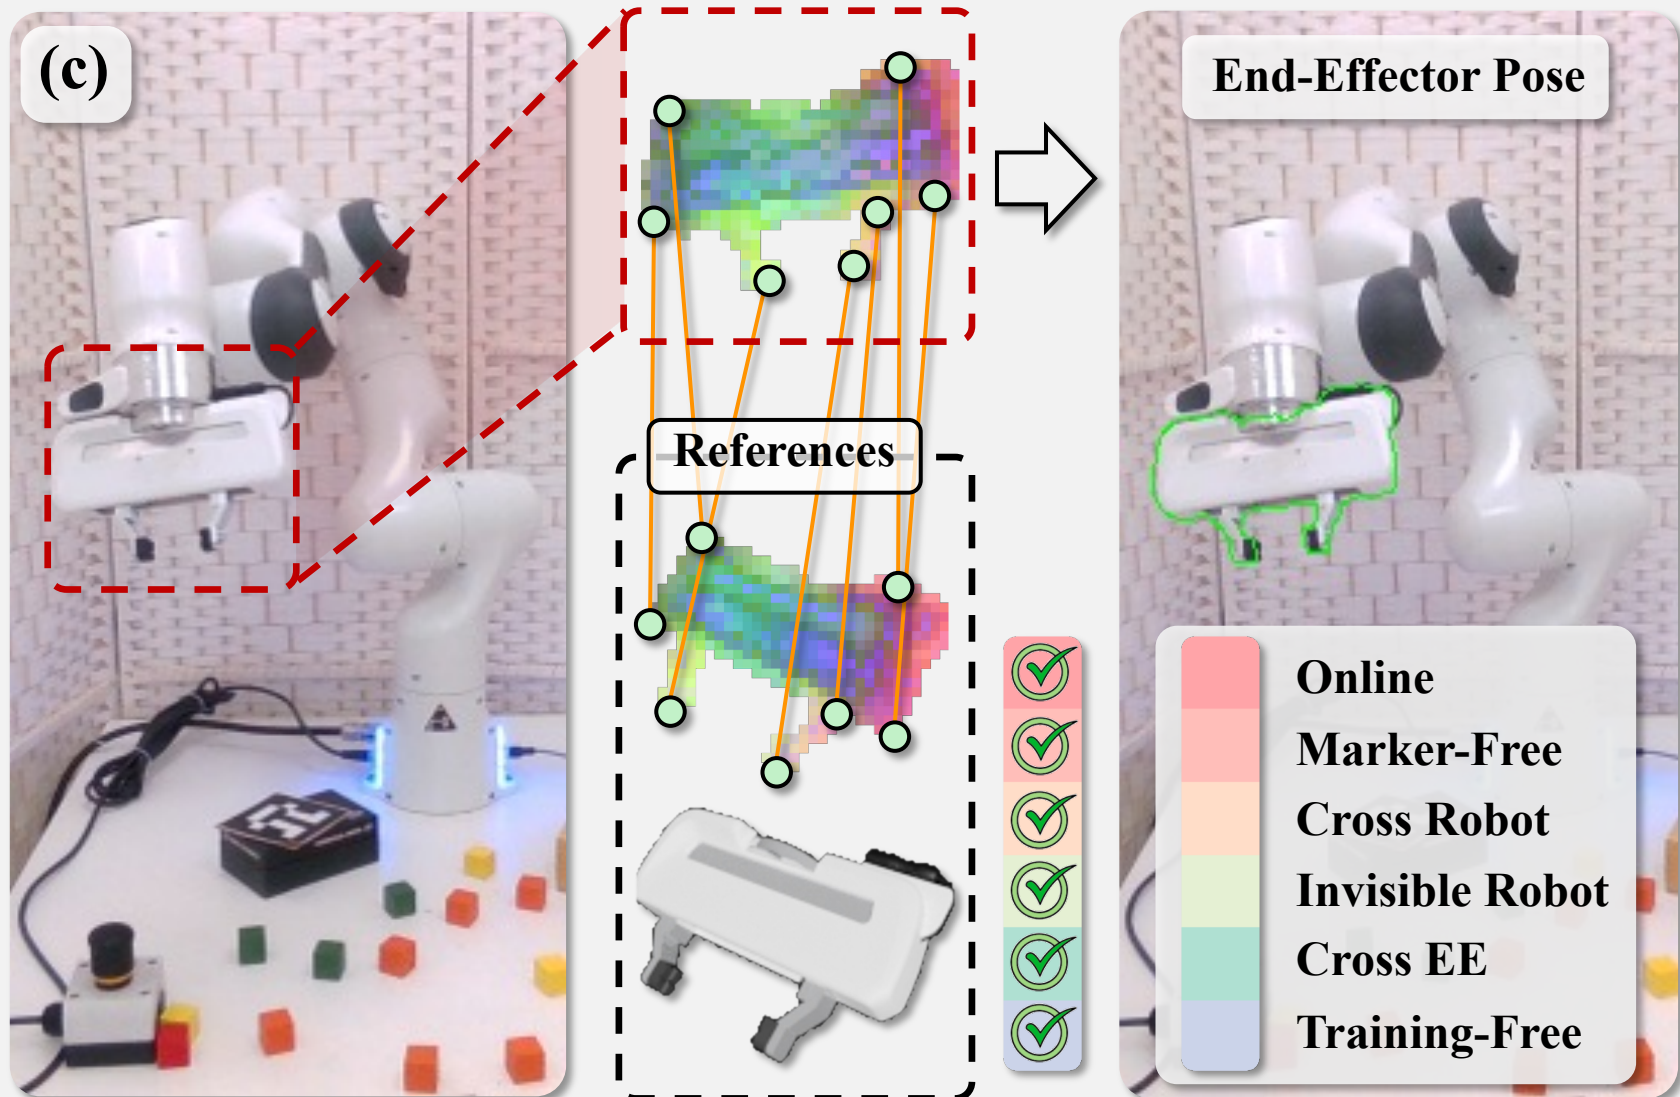 (c)
References
End-Effector Pose
Online
Marker-Free
Cross Robot
Invisible Robot
Cross EE
Training-Free